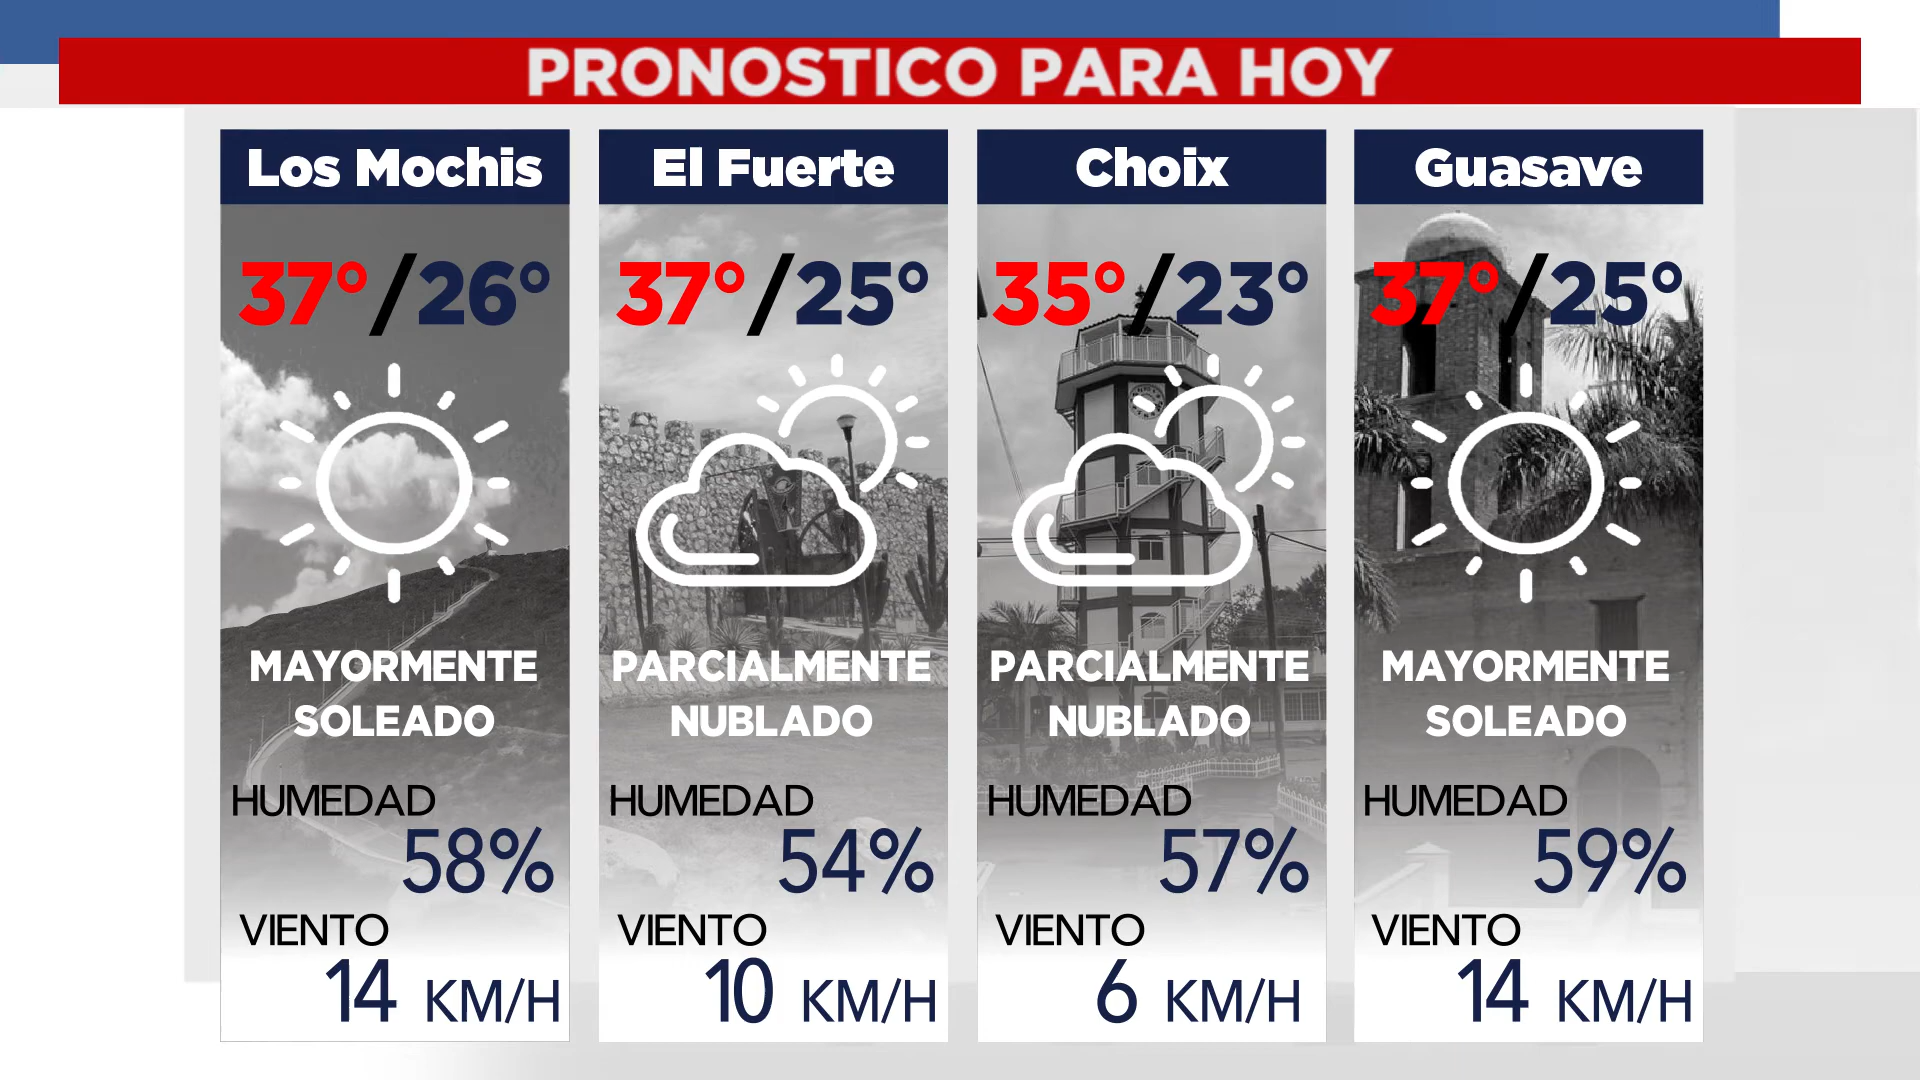 PRONOSTICO PARA HOY
Los Mochis
37°/26°
MAYORMENTE
SOLEADO
HUMEDAD
58%
VIENTO
14 KM/H
El Fuerte
37°/25°
PARCIALMENTE
NUBLADO
HUMEDAD
54%
VIENTO
10 KM/H
Choix
35°/23°
PARCIALMENTE
NUBLADO
HUMEDAD
57%
VIENTO
6 KM/H
Guasave
37°/25°
MAYORMENTE
SOLEADO
HUMEDAD
59%
VIENTO
14 KM/H